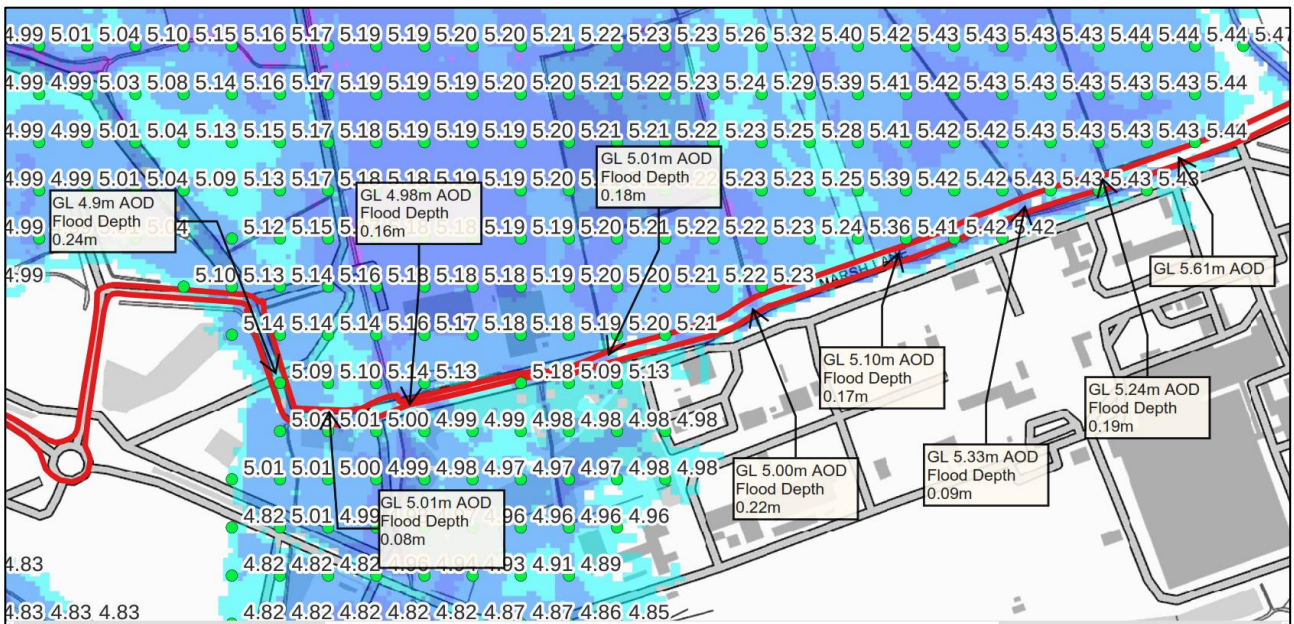 4.99 5.01 5.04 5.10 5.15 5.16 5.17 5.19 5.19 5.20 5.20 5.21 5.22 5.23 5.23 5.26 5.32 5.40 5.42 5.43 5.43 5.43 5.43 5.44 5.44 5.44 5.47
4.99 4.99 5.03 5.08 5.14 5.16 5.17 5.19 5.19 5.19 5.20 5.20 5.21 5.22 5.23 5.24 5.29 5.39 5.41 5.42 5.43 5.43 5.43 5.43 5.43 5.44
4.99 4.99 5.01 5.04 5.13 5.15 5.17 5.18 5.19 5.19 5.19 5.20 5.21 5.21 5.22 5.23 5.25 5.28 5.41 5.42 5.42 5.43 5.43 5.43 5.43 5.44
4.99 4.99 5.01 5.04 5.09 5.13 5.17 5.19 5.20 5.23 5.23 5.25 5.39 5.42 5.42 5.43 5.43 5.43 5.43
GL 5.01m AOD
Flood Depth
0.18m
GL 4.98m AOD
Flood Depth
0.16m
GL 4.9m AOD
Flood Depth
0.24m
4.99 5.04 5.12 5.15 5.18 5.19 5.19 5.20 5.21 5.22 5.22 5.23 5.24 5.36 5.41 5.42 5.42
4.99 5.10 5.13 5.14 5.16 5.18 5.18 5.18 5.19 5.20 5.20 5.21 5.22 5.23
MARSH LANE
GL 5.61m AOD
5.14 5.14 5.14 5.16 5.17 5.18 5.18 5.19 5.20 5.21
5.09 5.10 5.14 5.13 5.18 5.09 5.13
GL 5.10m AOD
Flood Depth
0.17m
GL 5.24m AOD
Flood Depth
0.19m
5.01 5.00 4.99 4.99 4.98 4.98 4.98 4.98
5.01 5.01 5.00 4.99 4.98 4.97 4.97 4.97 4.98 4.98
GL 5.00m AOD
Flood Depth
0.22m
GL 5.33m AOD
Flood Depth
0.09m
4.82 5.01 4.99 4.96 4.96 4.96 4.96
GL 5.01m AOD
Flood Depth
0.08m
4.83 4.82 4.82 4.82 4.93 4.91 4.89
4.83 4.83 4.83 4.82 4.82 4.82 4.82 4.82 4.87 4.87 4.86 4.85